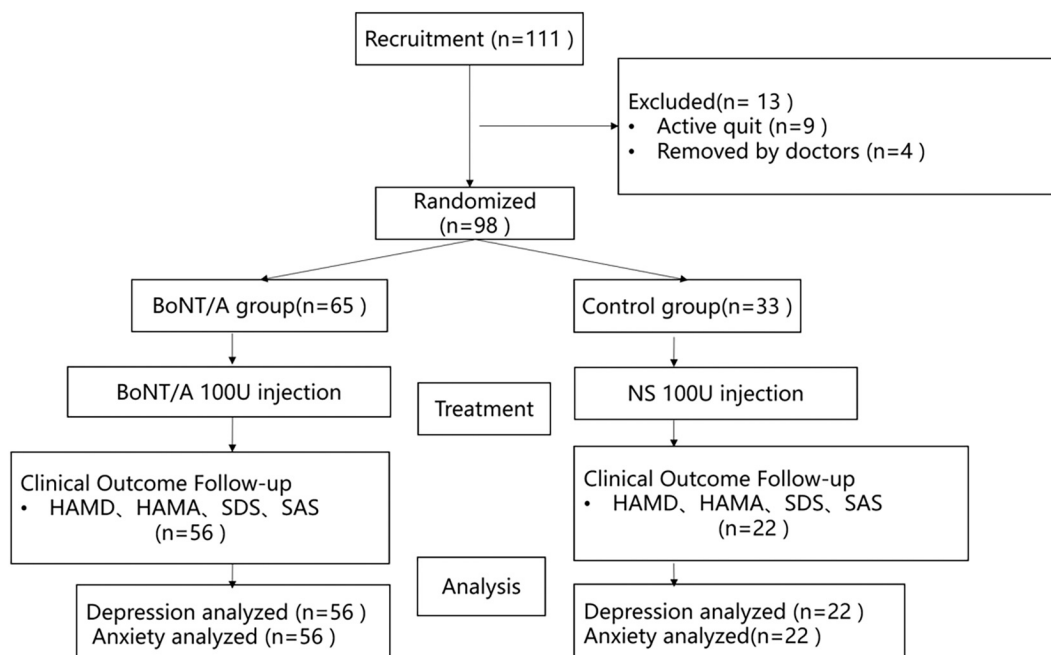 Recruitment (n=111 )
Excluded(n= 13 )
• Active quit (n=9 )
• Removed by doctors (n=4 )
Randomized
(n=98 )
BoNT/A group(n=65 )
Control group(n=33 )
BoNT/A 100U injection
NS 100U injection
Treatment
Clinical Outcome Follow-up
• HAMD、HAMA、SDS、SAS
(n=56 )
Clinical Outcome Follow-up
• HAMD、HAMA、SDS、SAS
(n=22 )
Analysis
Depression analyzed (n=56 )
Anxiety analyzed (n=56 )
Depression analyzed (n=22 )
Anxiety analyzed(n=22 )